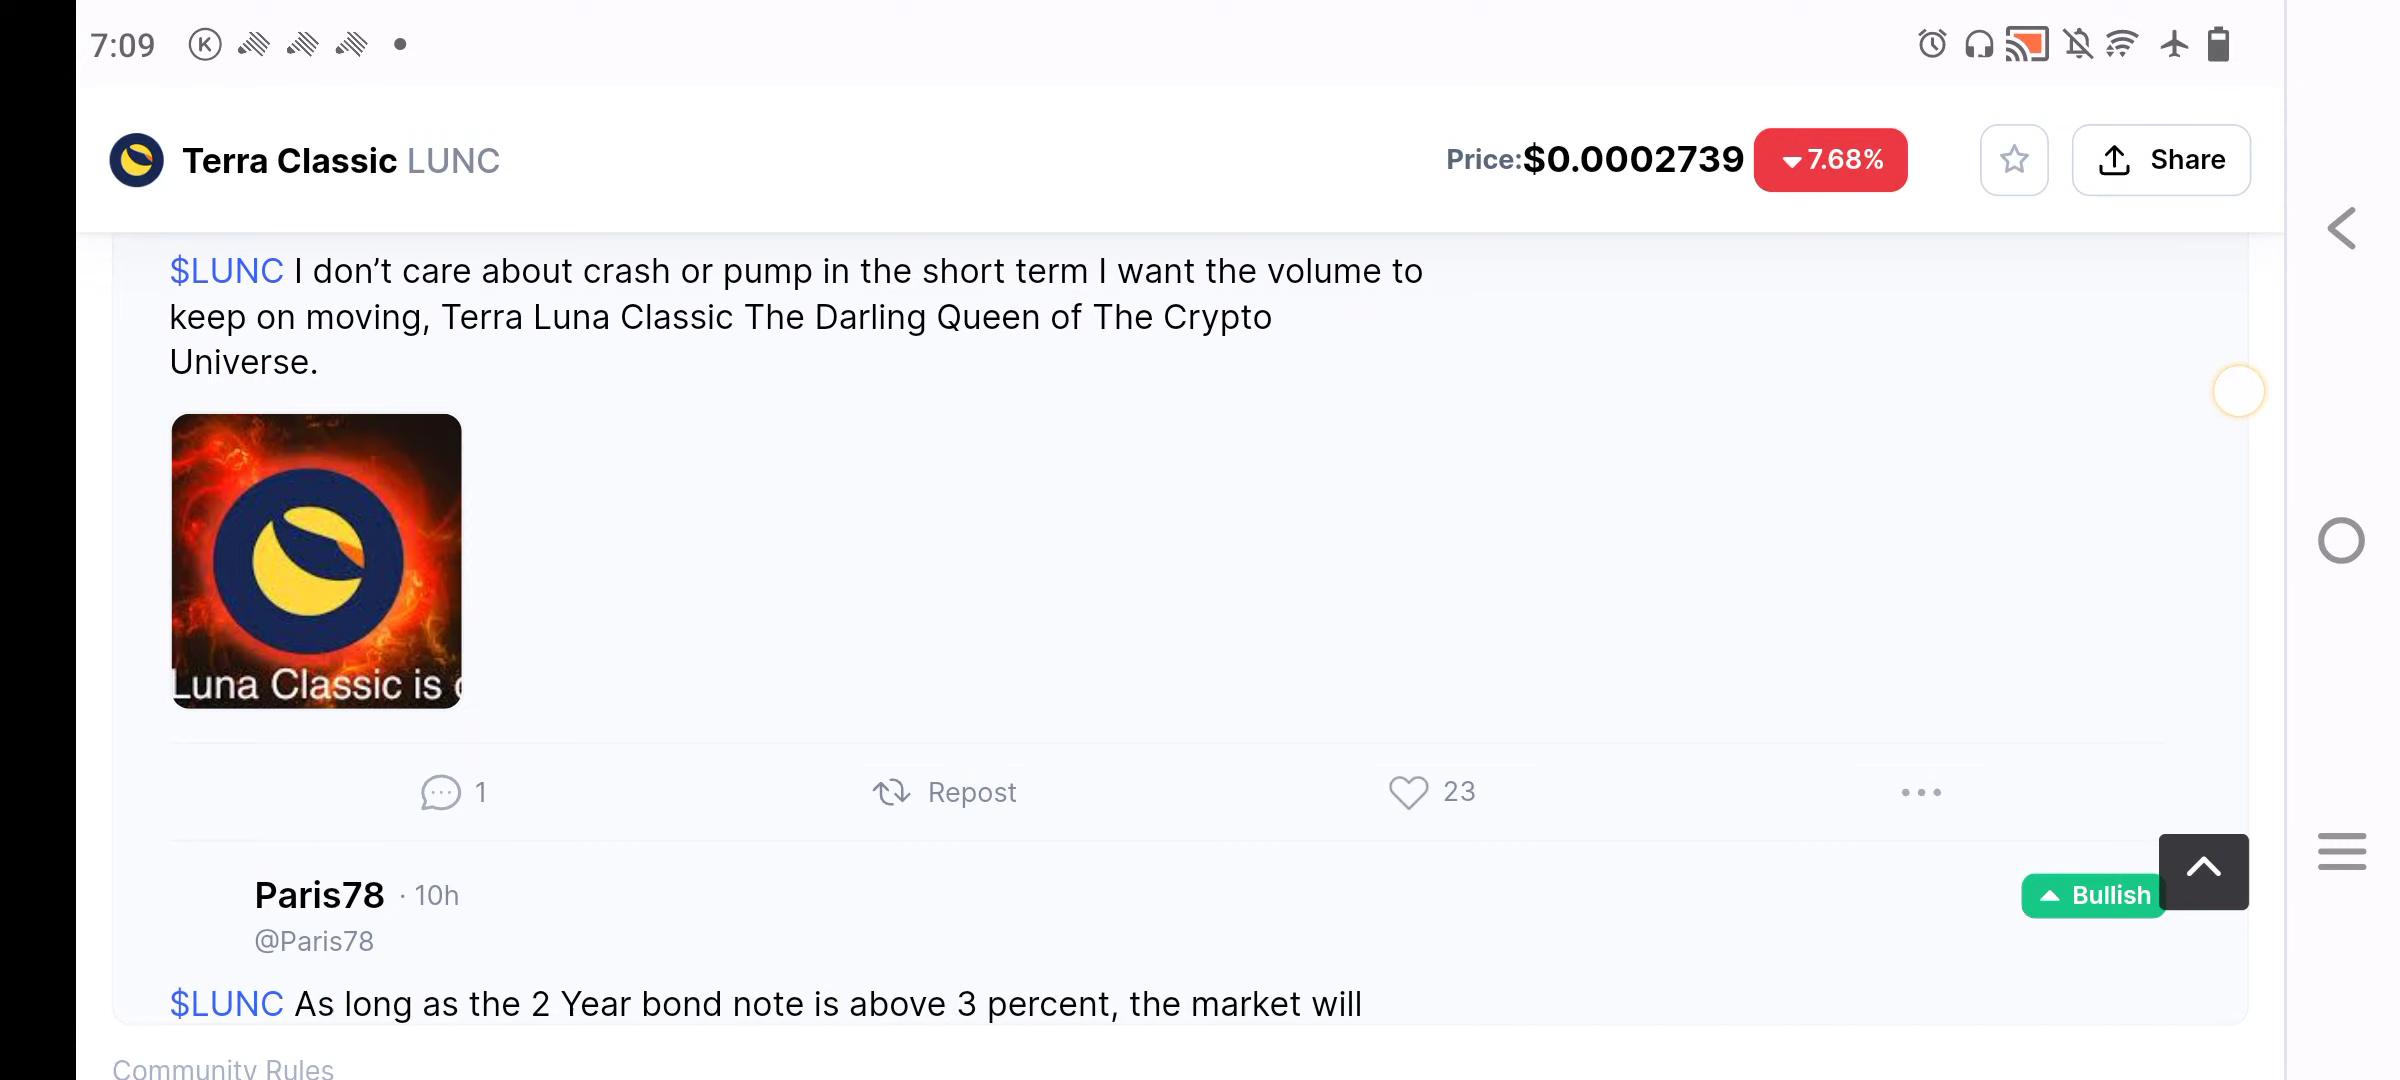 7:09
Terra Classic LUNC
Price:$0.0002739 7.68% Share
$LUNC I don’t care about crash or pump in the short term I want the volume to
keep on moving, Terra Luna Classic The Darling Queen of The Crypto
Universe.
Luna Classic is
1 Repost 23
Paris78 · 10h
Bullish
@Paris78
$LUNC As long as the 2 Year bond note is above 3 percent, the market will
Community Rules